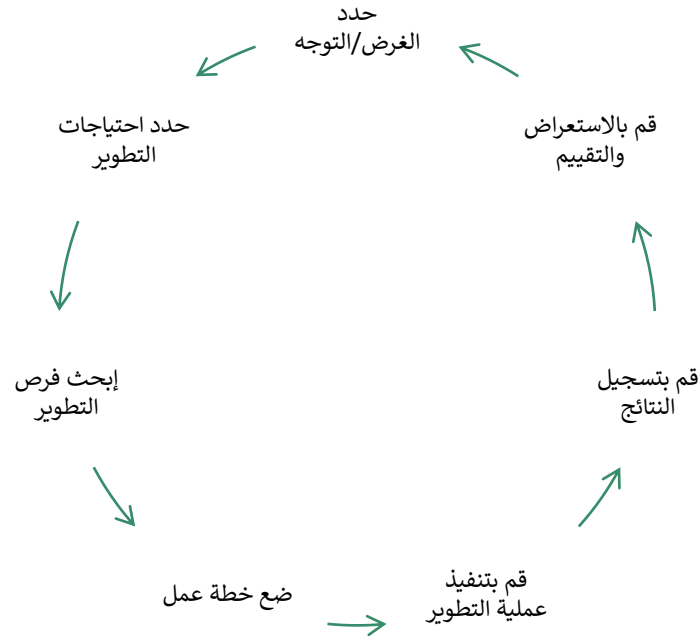 حدد
الغرض/التوجه
حدد احتياجات
التطوير
إبحث فرص
التطوير
ضع خطة عمل
قم بتنفيذ
عملية التطوير
قم بتسجيل
النتائج
قم بالاستعراض
والتقييم